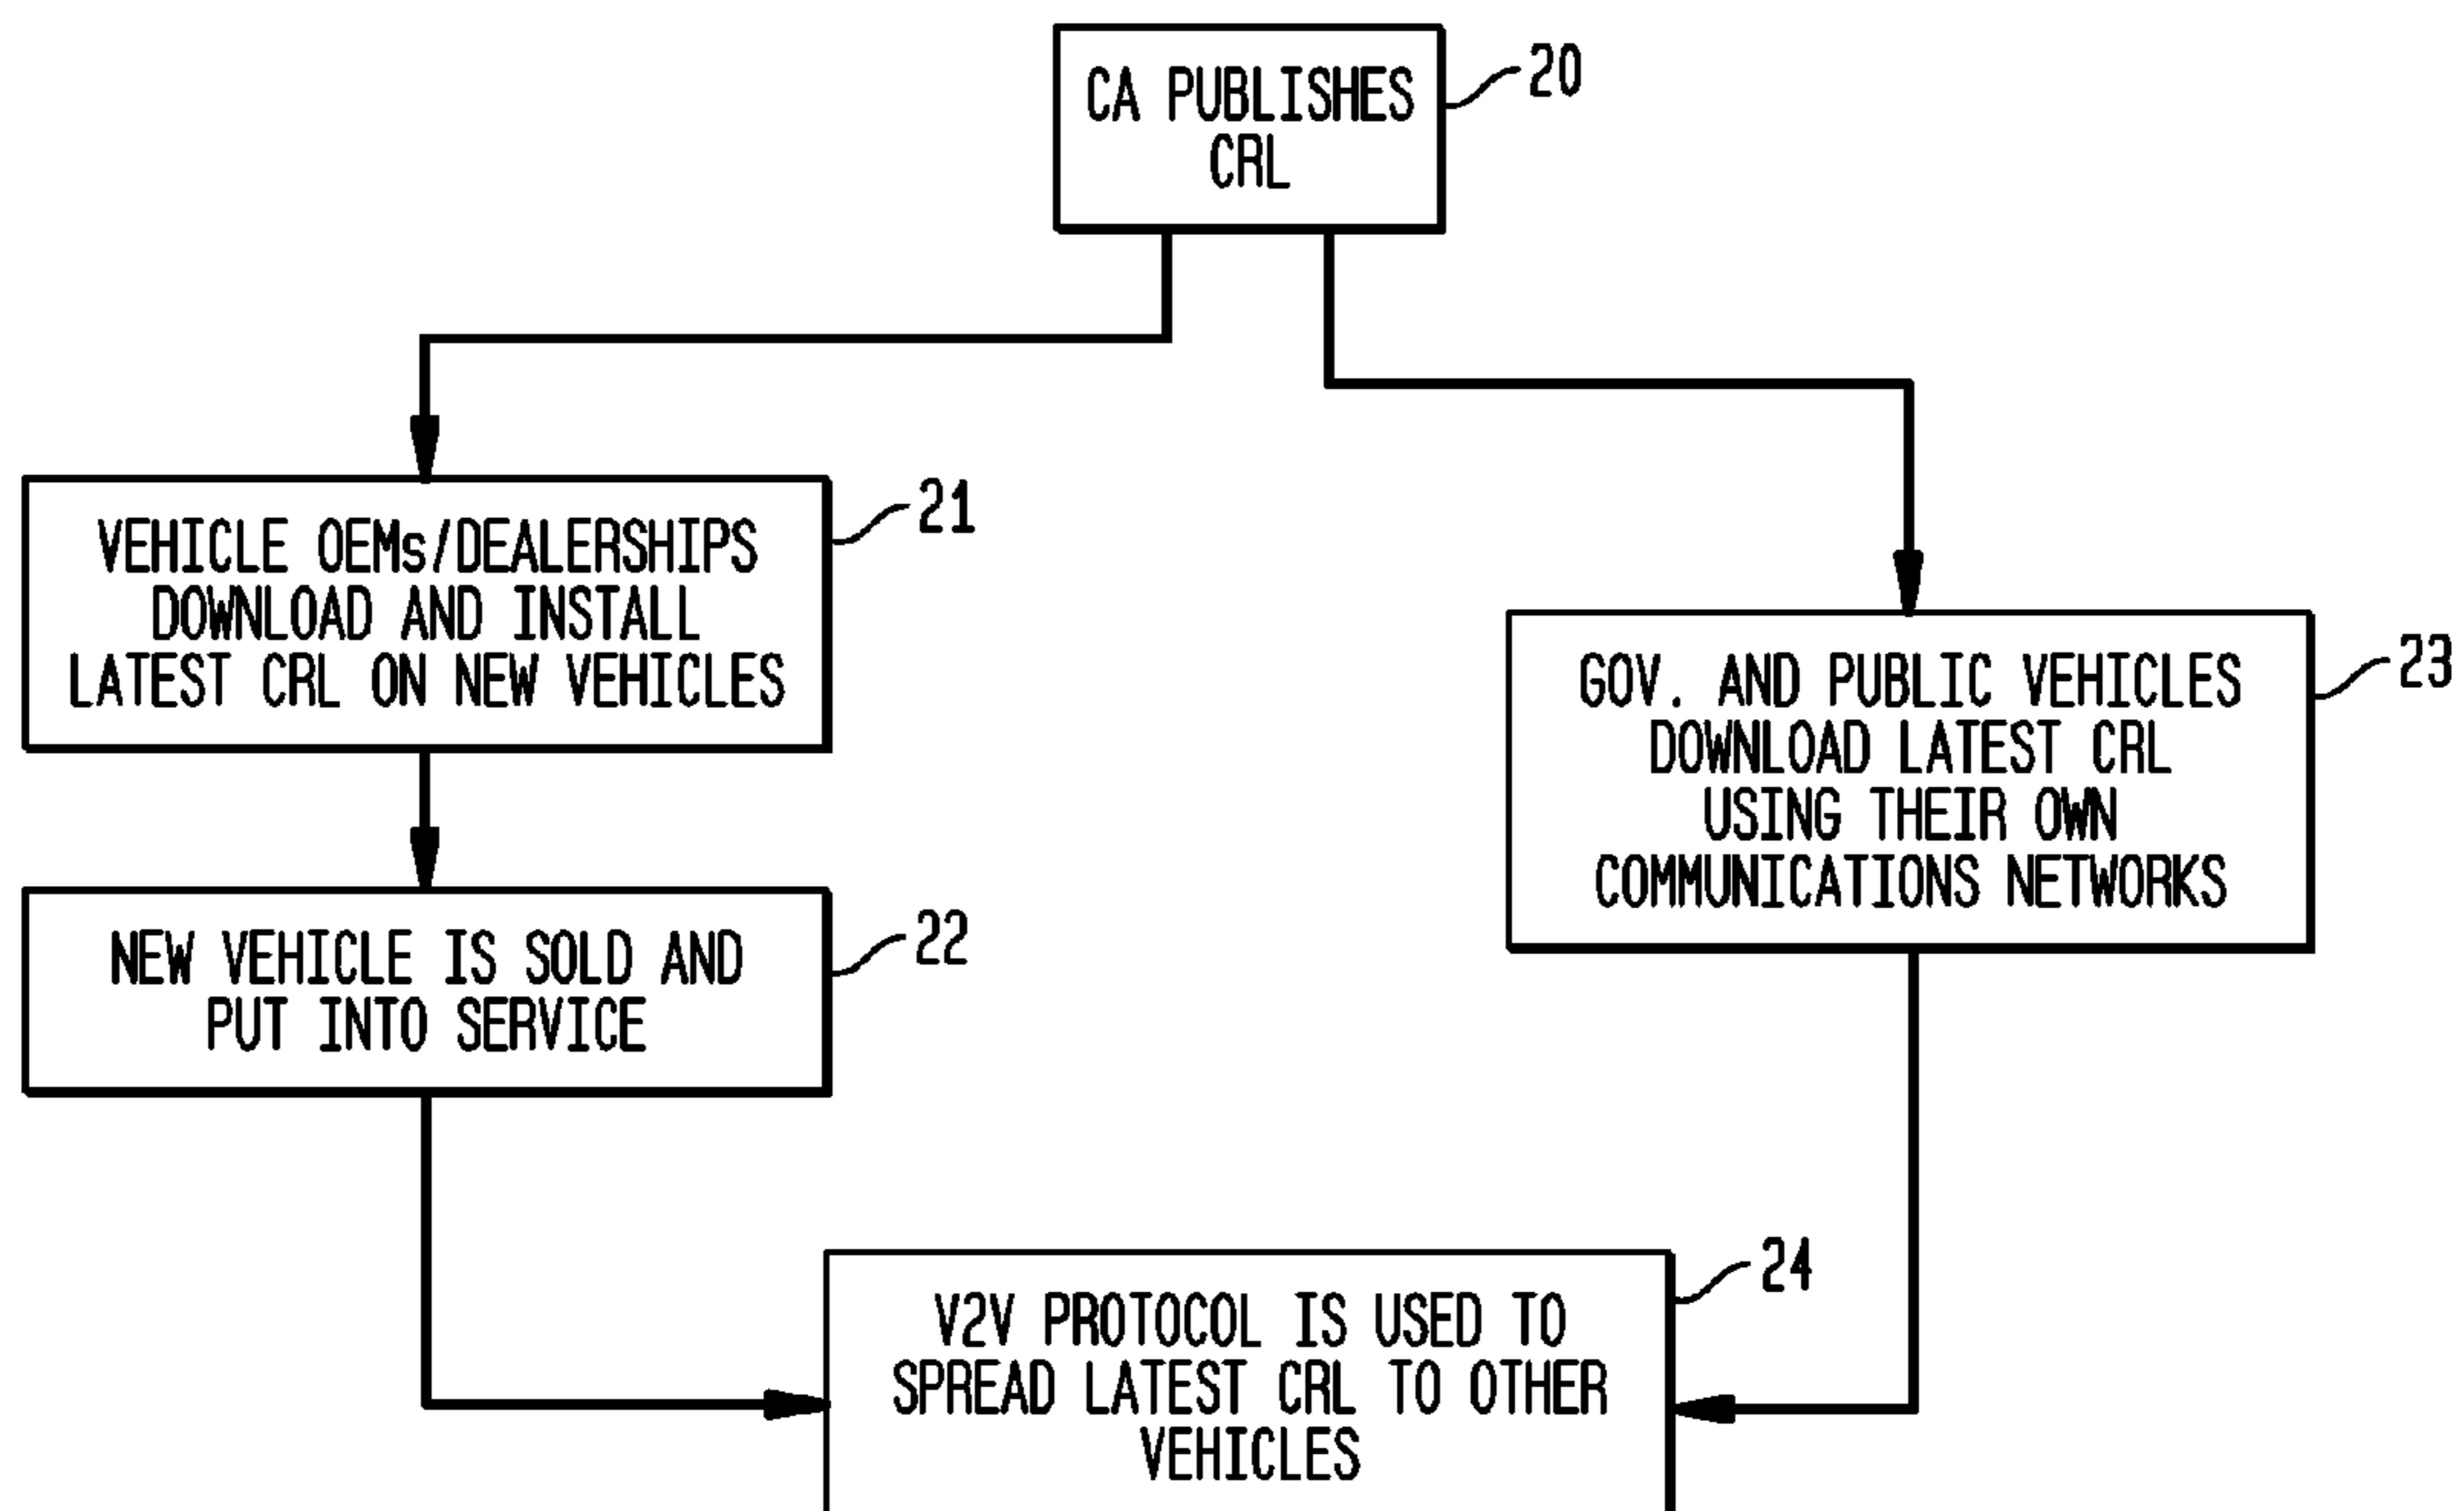 CA PUBLISHES
CRL
20
VEHICLE OEMs/DEALERSHIPS
DOWNLOAD AND INSTALL
LATEST CRL ON NEW VEHICLES
21
GOV. AND PUBLIC VEHICLES
DOWNLOAD LATEST CRL
USING THEIR OWN
COMMUNICATIONS NETWORKS
23
NEW VEHICLE IS SOLD AND
PUT INTO SERVICE
22
V2V PROTOCOL IS USED TO
SPREAD LATEST CRL TO OTHER
VEHICLES
24